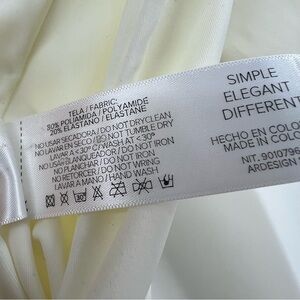 TELA / FABRIC:
80% POLIAMIDA / POLYAMIDE
20% ELASTANO / ELASTANE
NO USAR SECADORA / DO NOT DRYCLEAN
NO LAVAR EN SECO / DO NOT TUMBLE DRY
LAVAR A <30° C / WASH AT <30°
NO USAR BLANQUEADOR / DO NOT IRON
NO PLANCHAR / DO NOT IRON
NO RETORCER / DO NOT WRING
LAVAR A MANO / HAND WASH
SIMPLE
ELEGANT
DIFFERENT
HECHO EN COLO
MADE IN CO
NIT. 9010796
ARDESIGN